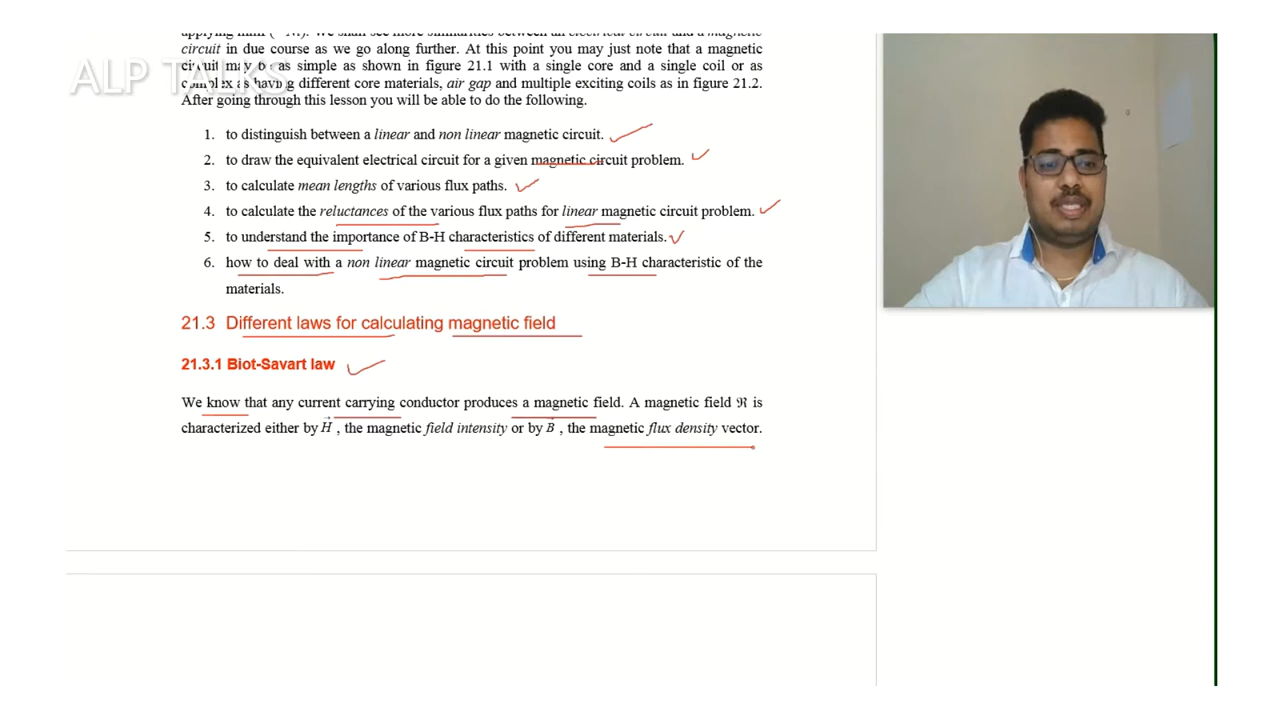 ALP TALKS
circuit in due course as we go along further. At this point you may just note that a magnetic
circuit may be as simple as shown in figure 21.1 with a single core and a single coil or as
complex as having different core materials, air gap and multiple exciting coils as in figure 21.2.
After going through this lesson you will be able to do the following.
1. to distinguish between a linear and non linear magnetic circuit.
2. to draw the equivalent electrical circuit for a given magnetic circuit problem.
3. to calculate mean lengths of various flux paths.
4. to calculate the reluctances of the various flux paths for linear magnetic circuit problem.
5. to understand the importance of B-H characteristics of different materials.
6. how to deal with a non linear magnetic circuit problem using B-H characteristic of the
materials.
21.3 Different laws for calculating magnetic field
21.3.1 Biot-Savart law
We know that any current carrying conductor produces a magnetic field. A magnetic field ℜ is
characterized either by H⃗, the magnetic field intensity or by B⃗, the magnetic flux density vector.